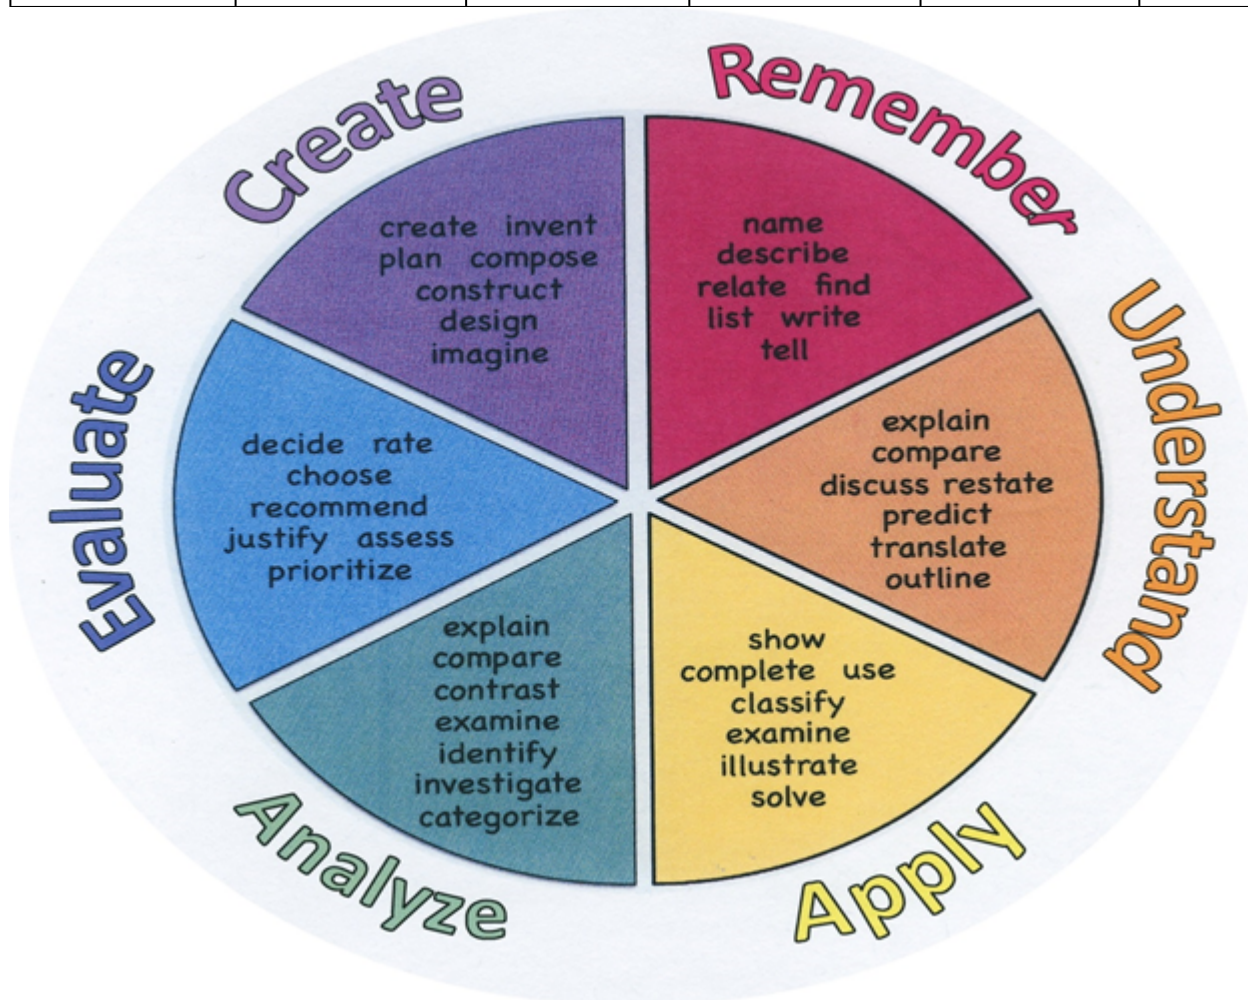 Remember
name
describe
relate find
list write
tell
Understand
explain
compare
discuss restate
predict
translate
outline
Apply
show
complete use
classify
examine
illustrate
solve
Analyze
explain
compare
contrast
examine
identify
investigate
categorize
Evaluate
decide rate
choose
recommend
justify assess
prioritize
Create
create invent
plan compose
construct
design
imagine